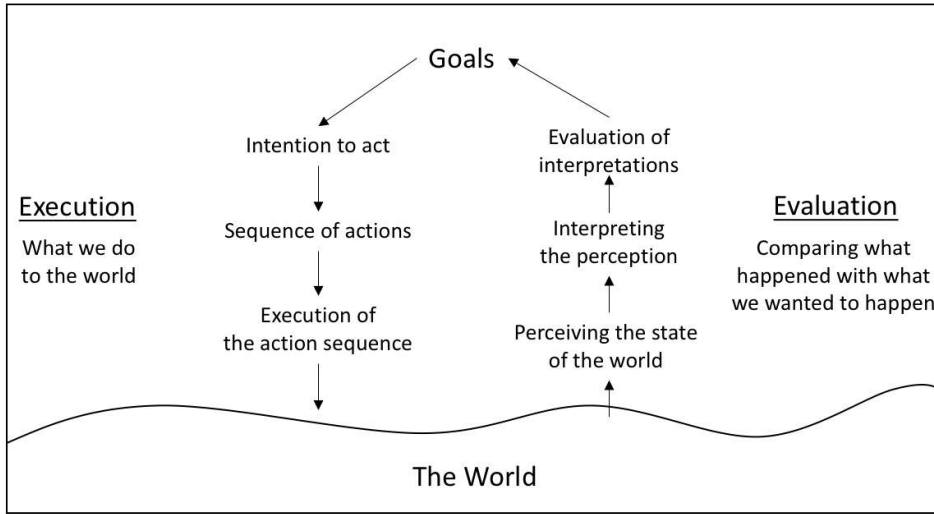 Goals
Intention to act
Sequence of actions
Execution of
the action sequence
Evaluation of
interpretations
Interpreting
the perception
Perceiving the state
of the world
Execution
What we do
to the world
Evaluation
Comparing what
happened with what
we wanted to happen
The World